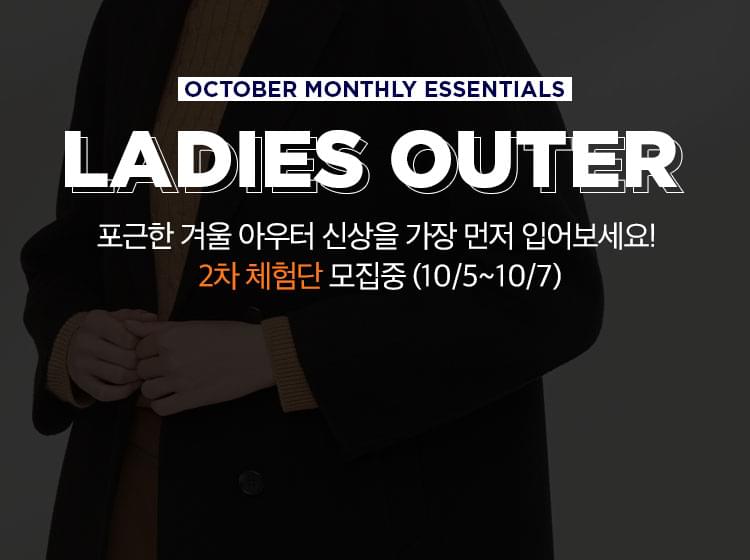 OCTOBER MONTHLY ESSENTIALS
LADIES OUTER
포근한 겨울 아우터 신상을 가장 먼저 입어보세요!
2차 체험단 모집중 (10/5~10/7)